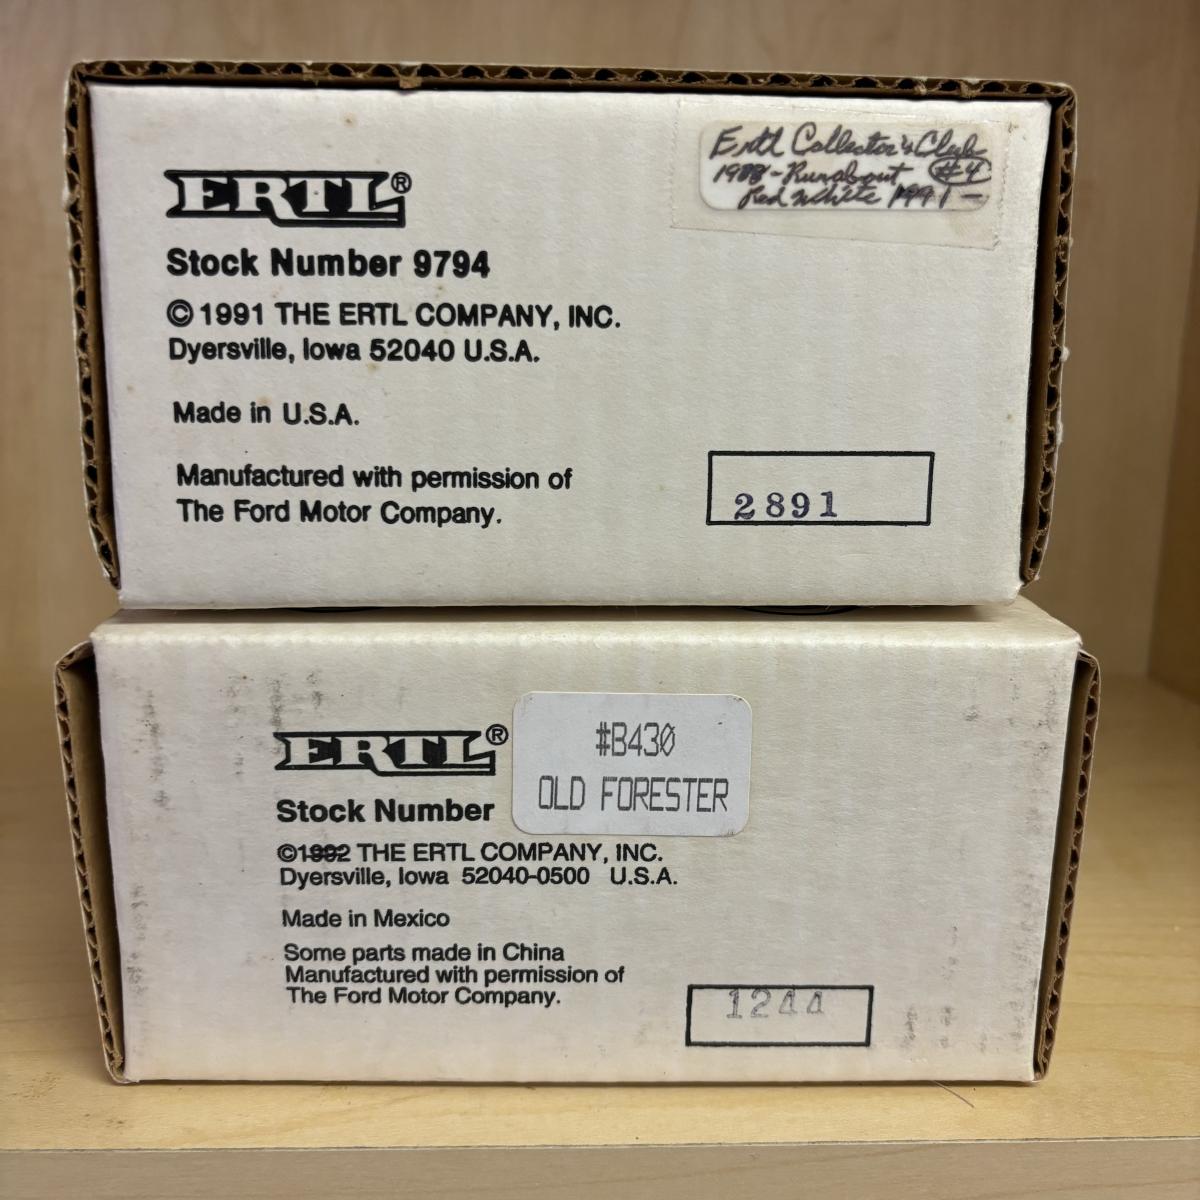 ERTL®
Ertl Collector's Club
1988 - Runabout #4
Red White 1991 -
Stock Number 9794
© 1991 THE ERTL COMPANY, INC.
Dyersville, Iowa 52040 U.S.A.
Made in U.S.A.
Manufactured with permission of
The Ford Motor Company.
2891
ERTL®
Stock Number
#B430
OLD FORESTER
©1992 THE ERTL COMPANY, INC.
Dyersville, Iowa 52040-0500 U.S.A.
Made in Mexico
Some parts made in China
Manufactured with permission of
The Ford Motor Company.
1244